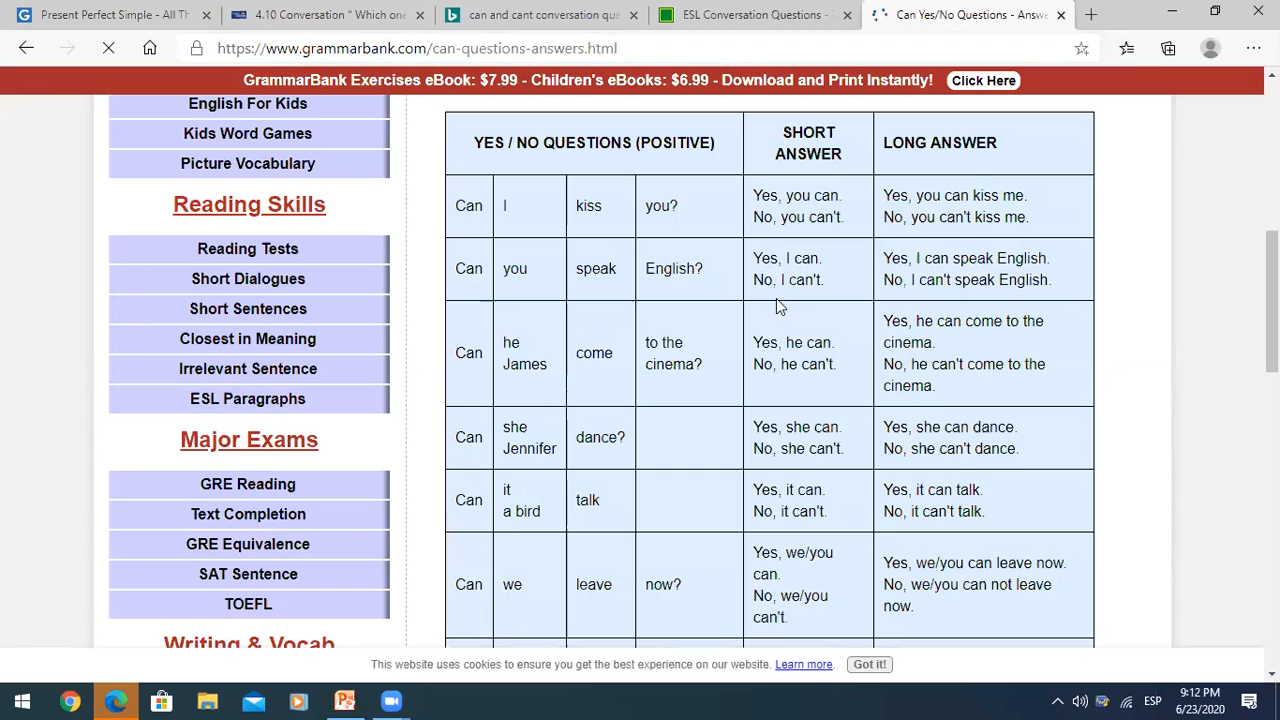 Present Perfect Simple - All Th
4.10 Conversation " Which one
can and cant conversation que
ESL Conversation Questions -
Can Yes/No Questions - Answe
https://www.grammarbank.com/can-questions-answers.html
GrammarBank Exercises eBook: $7.99 - Children's eBooks: $6.99 - Download and Print Instantly! Click Here
English For Kids
Kids Word Games
Picture Vocabulary
Reading Skills
Reading Tests
Short Dialogues
Short Sentences
Closest in Meaning
Irrelevant Sentence
ESL Paragraphs
Major Exams
GRE Reading
Text Completion
GRE Equivalence
SAT Sentence
TOEFL
Writing & Vocab
YES / NO QUESTIONS (POSITIVE)
SHORT
ANSWER
LONG ANSWER
Can
I
kiss
you?
Yes, you can.
No, you can't.
Yes, you can kiss me.
No, you can't kiss me.
Can
you
speak
English?
Yes, I can.
No, I can't.
Yes, I can speak English.
No, I can't speak English.
Can
he
James
come
to the
cinema?
Yes, he can.
No, he can't.
Yes, he can come to the
cinema.
No, he can't come to the
cinema.
Can
she
Jennifer
dance?
Yes, she can.
No, she can't.
Yes, she can dance.
No, she can't dance.
Can
it
a bird
talk
Yes, it can.
No, it can't.
Yes, it can talk.
No, it can't talk.
Can
we
leave
now?
Yes, we/you
can.
No, we/you
can't.
Yes, we/you can leave now.
No, we/you can not leave
now.
This website uses cookies to ensure you get the best experience on our website. Learn more. Got it!
ESP
9:12 PM
6/23/2020